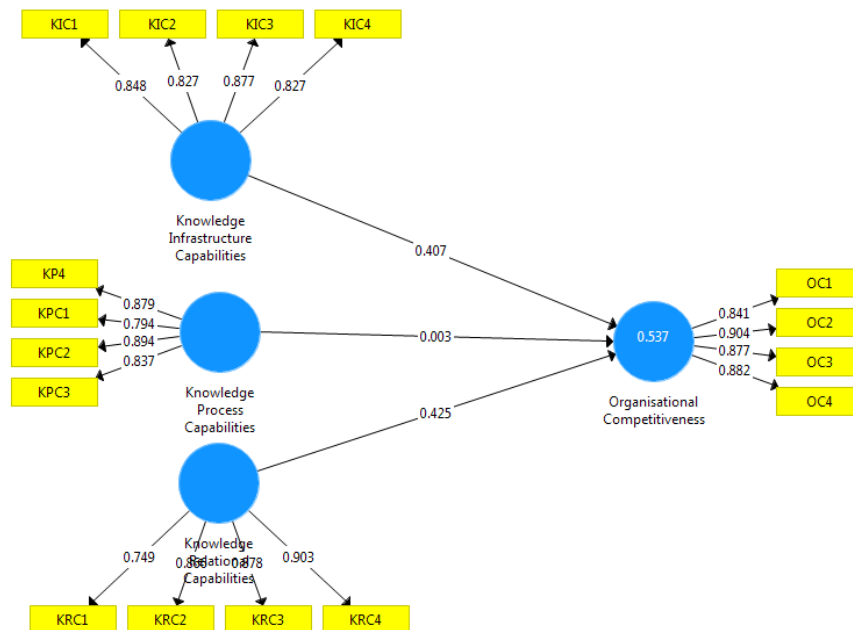 KIC1
KIC2
KIC3
KIC4
0.848
0.827
0.877
0.827
Knowledge
Infrastructure
Capabilities
0.407
KP4
KPC1
KPC2
KPC3
0.879
0.794
0.894
0.837
Knowledge
Process
Capabilities
0.003
0.537
Organisational
Competitiveness
0.841
0.904
0.877
0.882
OC1
OC2
OC3
OC4
0.425
Knowledge
Relational
Capabilities
0.749
0.903
KRC1
KRC2
KRC3
KRC4